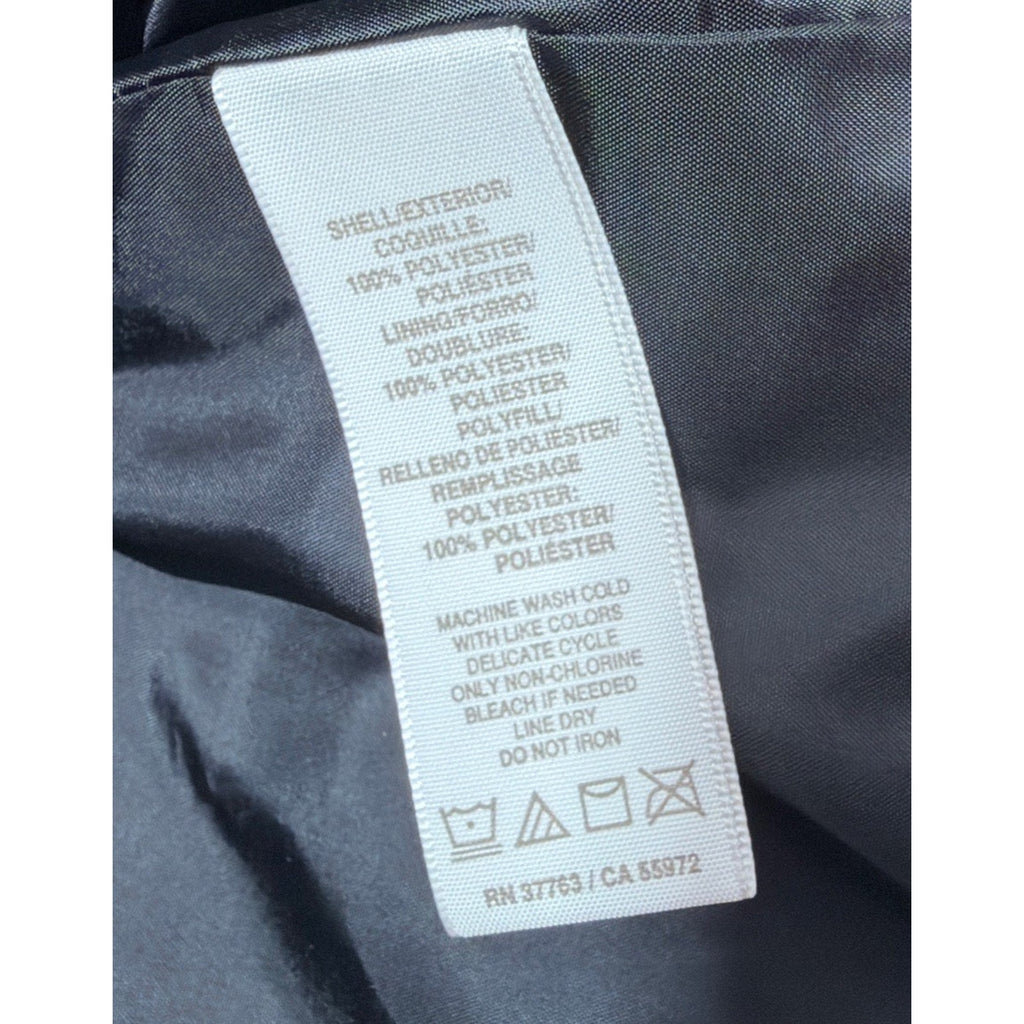 SHELL/EXTERIOR/
COQUILLE:
100% POLYESTER/
POLIÉSTER
LINING/FORRO/
DOUBLURE:
100% POLYESTER/
POLIESTER
POLYFILL/
RELLENO DE POLIÉSTER/
REMPLISSAGE
POLYESTER:
100% POLYESTER/
POLIÉSTER
MACHINE WASH COLD
WITH LIKE COLORS
DELICATE CYCLE
ONLY NON-CHLORINE
BLEACH IF NEEDED
LINE DRY
DO NOT IRON
RN 37763 / CA 55972